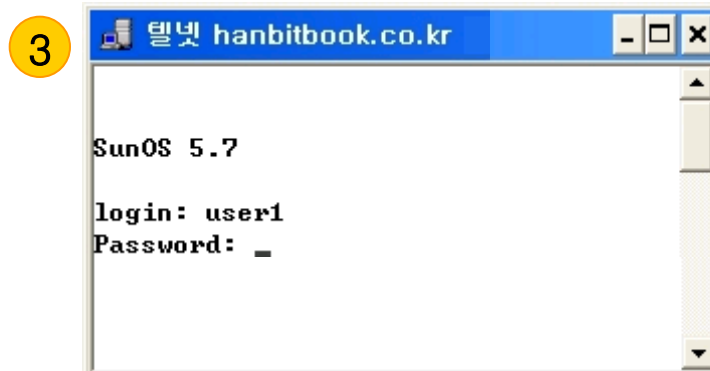 3
텔넷 hanbitbook.co.kr
SunOS 5.7
login: user1
Password: _